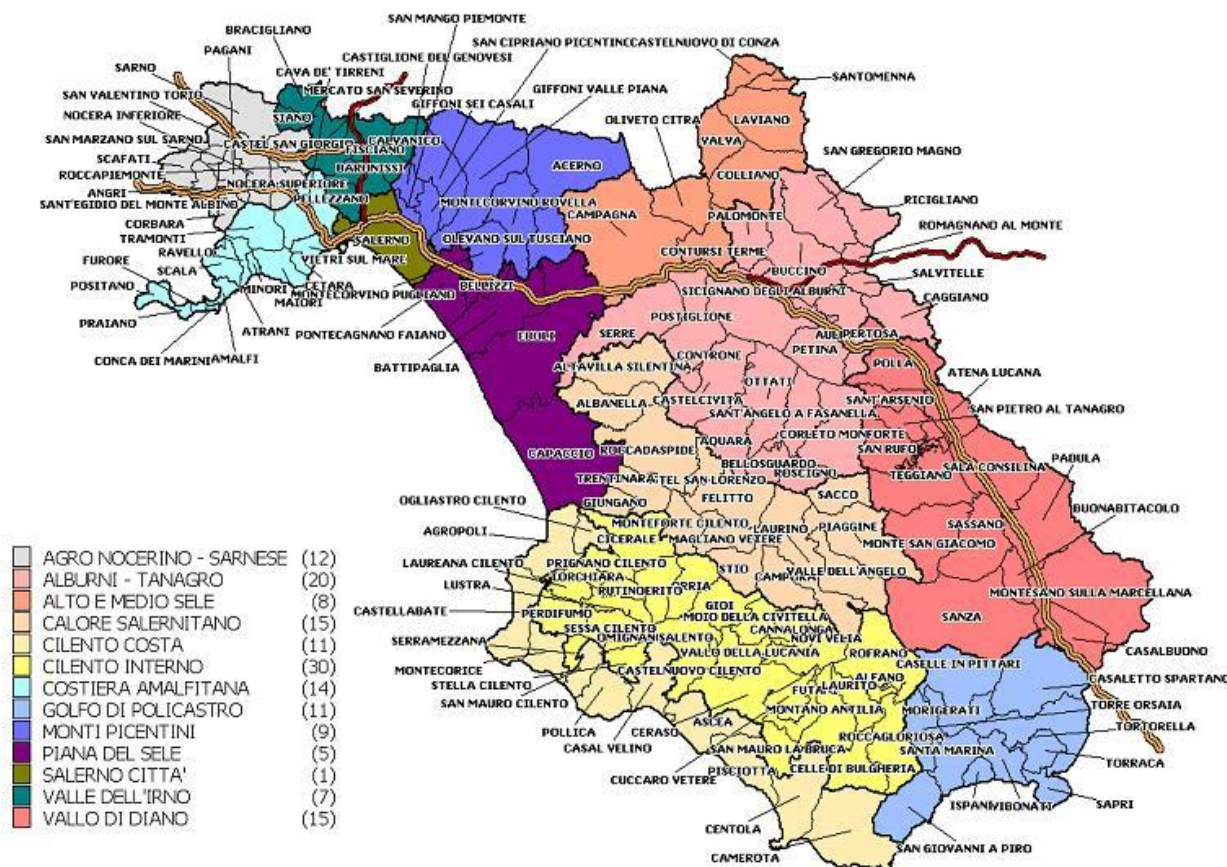 SAN MANGO PIEMONTE
BRACIGLIANO
SAN CIPRIANO PICENTINO
CASTELNUOVO DI CONZA
PAGANI
CASTIGLIONE DEL GENOVESI
SARNO
CAVA DE' TIRRENI
SANTOMENNA
MERCATO SAN SEVERINO
SAN VALENTINO TORIO
GIFFONI SEI CASALI
GIFFONI VALLE PIANA
NOCERA INFERIORE
SIANO
OLIVETO CITRA
LAVIANO
SAN MARZANO SUL SARNO
CASTEL SAN GIORGIO
CALVANICO
VALVA
FISCIANO
SAN GREGORIO MAGNO
SCAFATI
BARONISSI
ACERNO
ROCCAPIEMONTE
COLLIANO
ANGRI
NOCERA SUPERIORE
RICIGLIANO
SANT'EGIDIO DEL MONTE ALBINO
PELLEZZANO
MONTECORVINO ROVELLA
CAMPAGNA
PALOMONTE
CORBARA
ROMAGNANO AL MONTE
TRAMONTI
SALERNO
OLEVANO SUL TUSCIANO
RAVELLO
CONTURSI TERME
FURORE
SCALA
VIETRI SUL MARE
BUCCINO
SALVITELLE
POSITANO
CETARA
MINORI
BELLIZZI
SICIGNANO DEGLI ALBURNI
MAIORI
MONTECORVINO PUGLIANO
CAGGIANO
PRAIANO
ATRANI
PONTECAGNANO FAIANO
POSTIGLIONE
CONCA DEI MARINI
AMALFI
EBOLI
SERRE
PERTOSA
PETINA
BATTIPAGLIA
CONTRONE
POLLA
ALTAVILLA SILENTINA
ATENA LUCANA
OTTATI
ALBANELLA
CASTELCIVITA
SANT'ARSENIO
SANT'ANGELO A FASANELLA
SAN PIETRO AL TANAGRO
CORLETO MONFORTE
AQUARA
ROCCADASPIDE
SAN RUFO
CAPACCIO
BELLOSGUARDO
SALA CONSILINA
PADULA
ROSCIGNO
TEGGIANO
TRENTINARA
TEL SAN LORENZO
OGLIASTRO CILENTO
GIUNGANO
FELITTO
SACCO
BUONABITACOLO
AGROPOLI
MONTEFORTE CILENTO
LAURINO
PIAGGINE
SASSANO
CICERALE
MAGLIANO VETERE
MONTE SAN GIACOMO
LAUREANA CILENTO
PRIGNANO CILENTO
STIO
VALLE DELL'ANGELO
TORCHIARA
CAMPORA
LUSTRA
RUTINO
ORRIA
MONTESANO SULLA MARCELLANA
CASTELLABATE
PERDIFUMO
GIOI
MOIO DELLA CIVITELLA
SANZA
SESSA CILENTO
CANNALONGA
SERRAMEZZANA
OMIGNANO
SALENTO
NOVI VELIA
VALLO DELLA LUCANIA
ROFRANO
CASALBUONO
MONTECORICE
CASTELNUOVO CILENTO
CASELLE IN PITTARI
STELLA CILENTO
ALFANO
CASALETTO SPARTANO
LAURITO
SAN MAURO CILENTO
FUTANI
MORIGERATI
TORRE ORSAIA
MONTANO ANTILIA
ASCEA
TORTORELLA
POLLICA
CERASO
ROCCAGLORIOSA
CASAL VELINO
SAN MAURO LA BRUCA
SANTA MARINA
TORRACA
PISCIOTTA
CELLE DI BULGHERIA
CUCCARO VETERE
ISPANI
VIBONATI
SAPRI
CENTOLA
CAMEROTA
SAN GIOVANNI A PIRO
AGRO NOCERINO - SARNESE (12)
ALBURNI - TANAGRO (20)
ALTO E MEDIO SELE (8)
CALORE SALERNITANO (15)
CILENTO COSTA (11)
CILENTO INTERNO (30)
COSTIERA AMALFITANA (14)
GOLFO DI POLICASTRO (11)
MONTI PICENTINI (9)
PIANA DEL SELE (5)
SALERNO CITTA' (1)
VALLE DELL'IRNO (7)
VALLO DI DIANO (15)